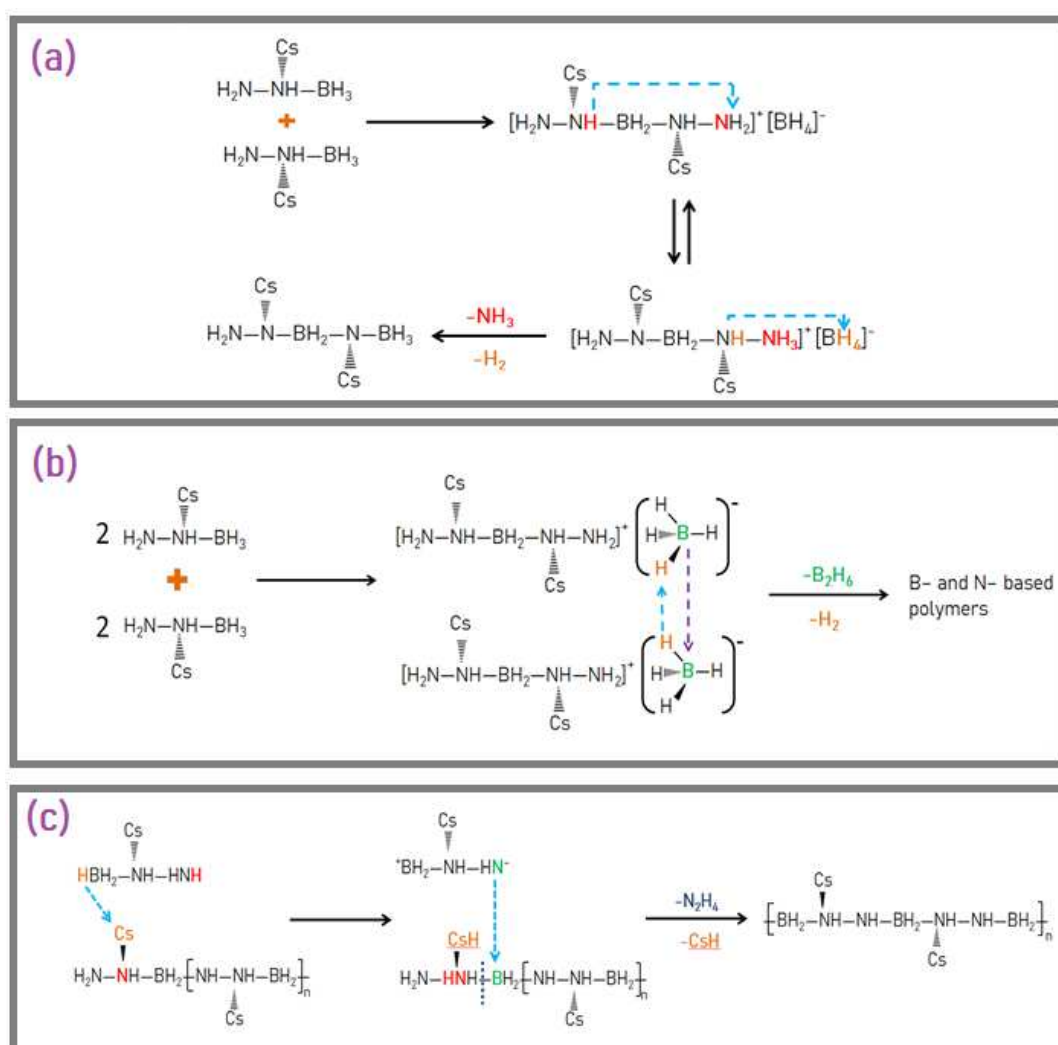 (a)
Cs
H₂N–NH–BH₃
+
H₂N–NH–BH₃
Cs
Cs
[H₂N–NH–BH₂–NH–NH₂]⁺[BH₄]⁻
Cs
Cs
H₂N–N–BH₂–N–BH₃
Cs
–NH₃
–H₂
Cs
[H₂N–N–BH₂–NH–NH₃]⁺[BH₄]⁻
Cs
(b)
Cs
2 H₂N–NH–BH₃
+
2 H₂N–NH–BH₃
Cs
Cs
[H₂N–NH–BH₂–NH–NH₂]⁺
Cs
H
H B H
H
-
Cs
[H₂N–NH–BH₂–NH–NH₂]⁺
Cs
H
H B H
H
-
–B₂H₆
–H₂
B– and N– based
polymers
(c)
Cs
HBH₂–NH–HNH
Cs
H₂N–NH–BH₂[NH–NH–BH₂]n
Cs
Cs
⁺BH₂–NH–HN⁻
CsH
H₂N–HNH–BH₂[NH–NH–BH₂]n
Cs
–N₂H₄
–CsH
Cs
[BH₂–NH–NH–BH₂–NH–NH–BH₂]n
Cs